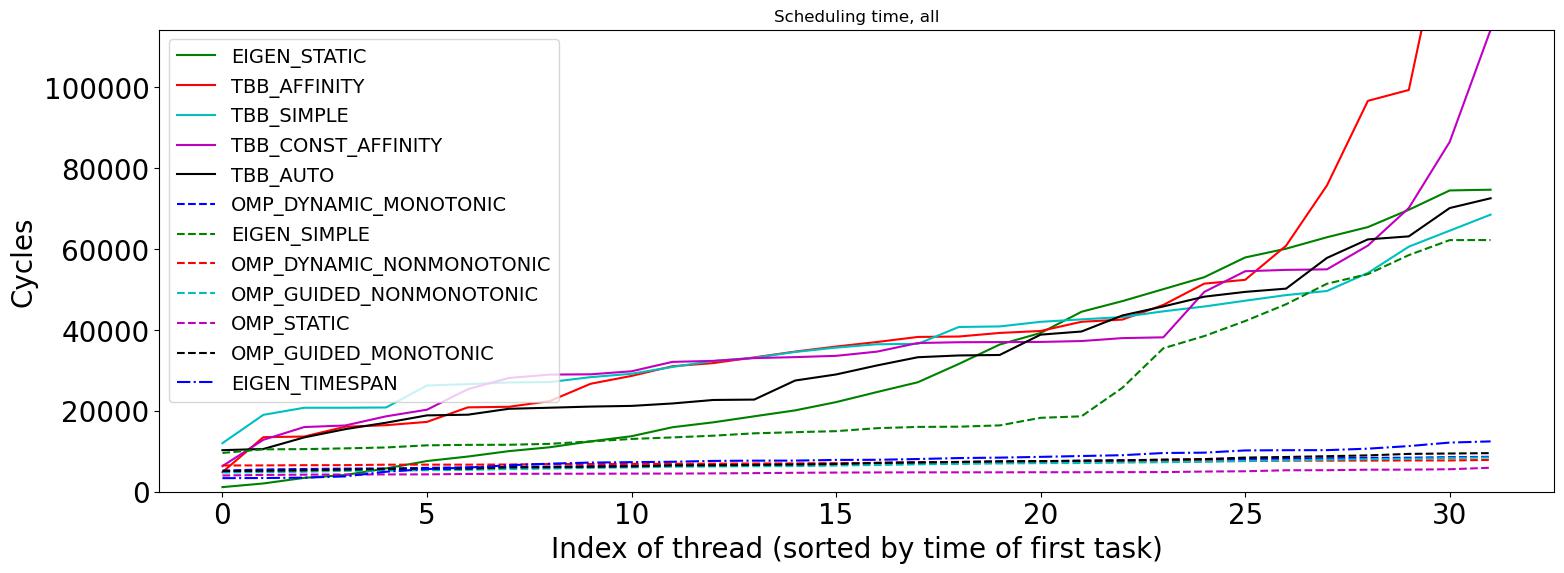 Scheduling time, all
Cycles
100000
80000
60000
40000
20000
0
EIGEN_STATIC
TBB_AFFINITY
TBB_SIMPLE
TBB_CONST_AFFINITY
TBB_AUTO
OMP_DYNAMIC_MONOTONIC
EIGEN_SIMPLE
OMP_DYNAMIC_NONMONOTONIC
OMP_GUIDED_NONMONOTONIC
OMP_STATIC
OMP_GUIDED_MONOTONIC
EIGEN_TIMESPAN
0 5 10 15 20 25 30
Index of thread (sorted by time of first task)